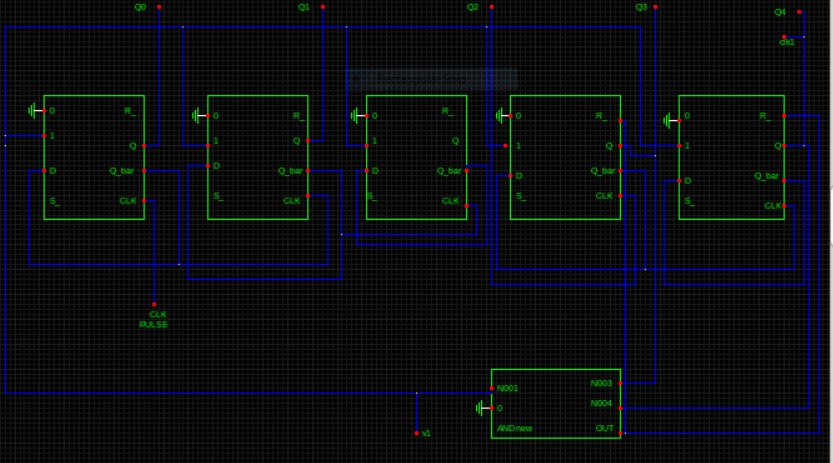 Q0
Q1
Q2
Q3
Q4
clk1
0
R_
1
Q
D
Q_bar
S_
CLK
0
R_
1
Q
D
Q_bar
S_
CLK
0
R_
1
Q
D
Q_bar
S_
CLK
0
R_
1
Q
D
Q_bar
S_
CLK
0
R_
1
Q
D
Q_bar
S_
CLK
CLK
PULSE
N001
N003
0
N004
ANDnew
OUT
v1